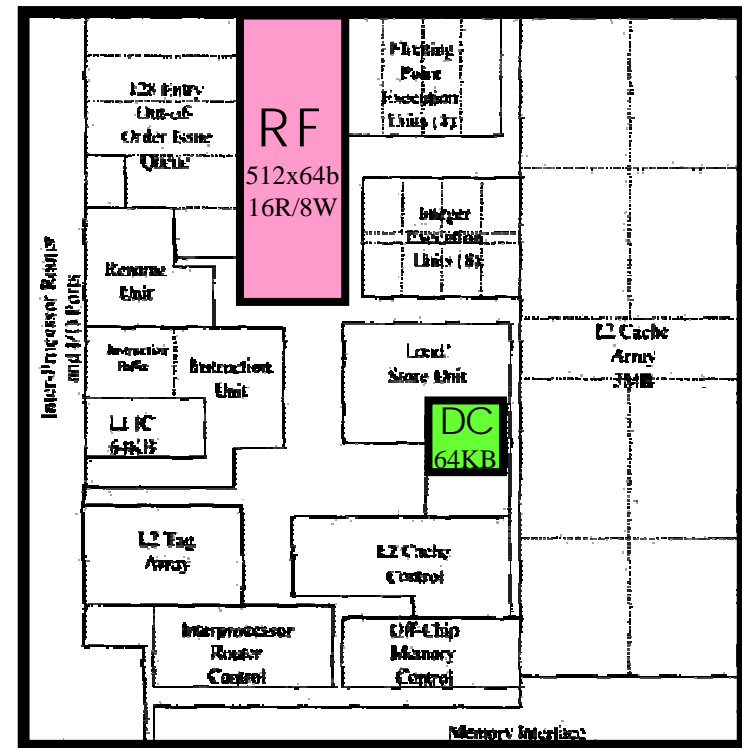 128 Entry
Out-of-
Order Issue
Queue
RF
512x64b
16R/8W
Floating
Point
Execution
Units (4)
Integer
Execution
Units (8)
Rename
Unit
Inter-Processor Router
and I/O Ports
Instruction
Buffer
Instruction
Unit
L1 IC
64KB
Load/
Store Unit
DC
64KB
L2 Cache
Array
3MB
L2 Tag
Array
L2 Cache
Control
Interprocessor
Router
Control
Off-Chip
Memory
Control
Memory Interface